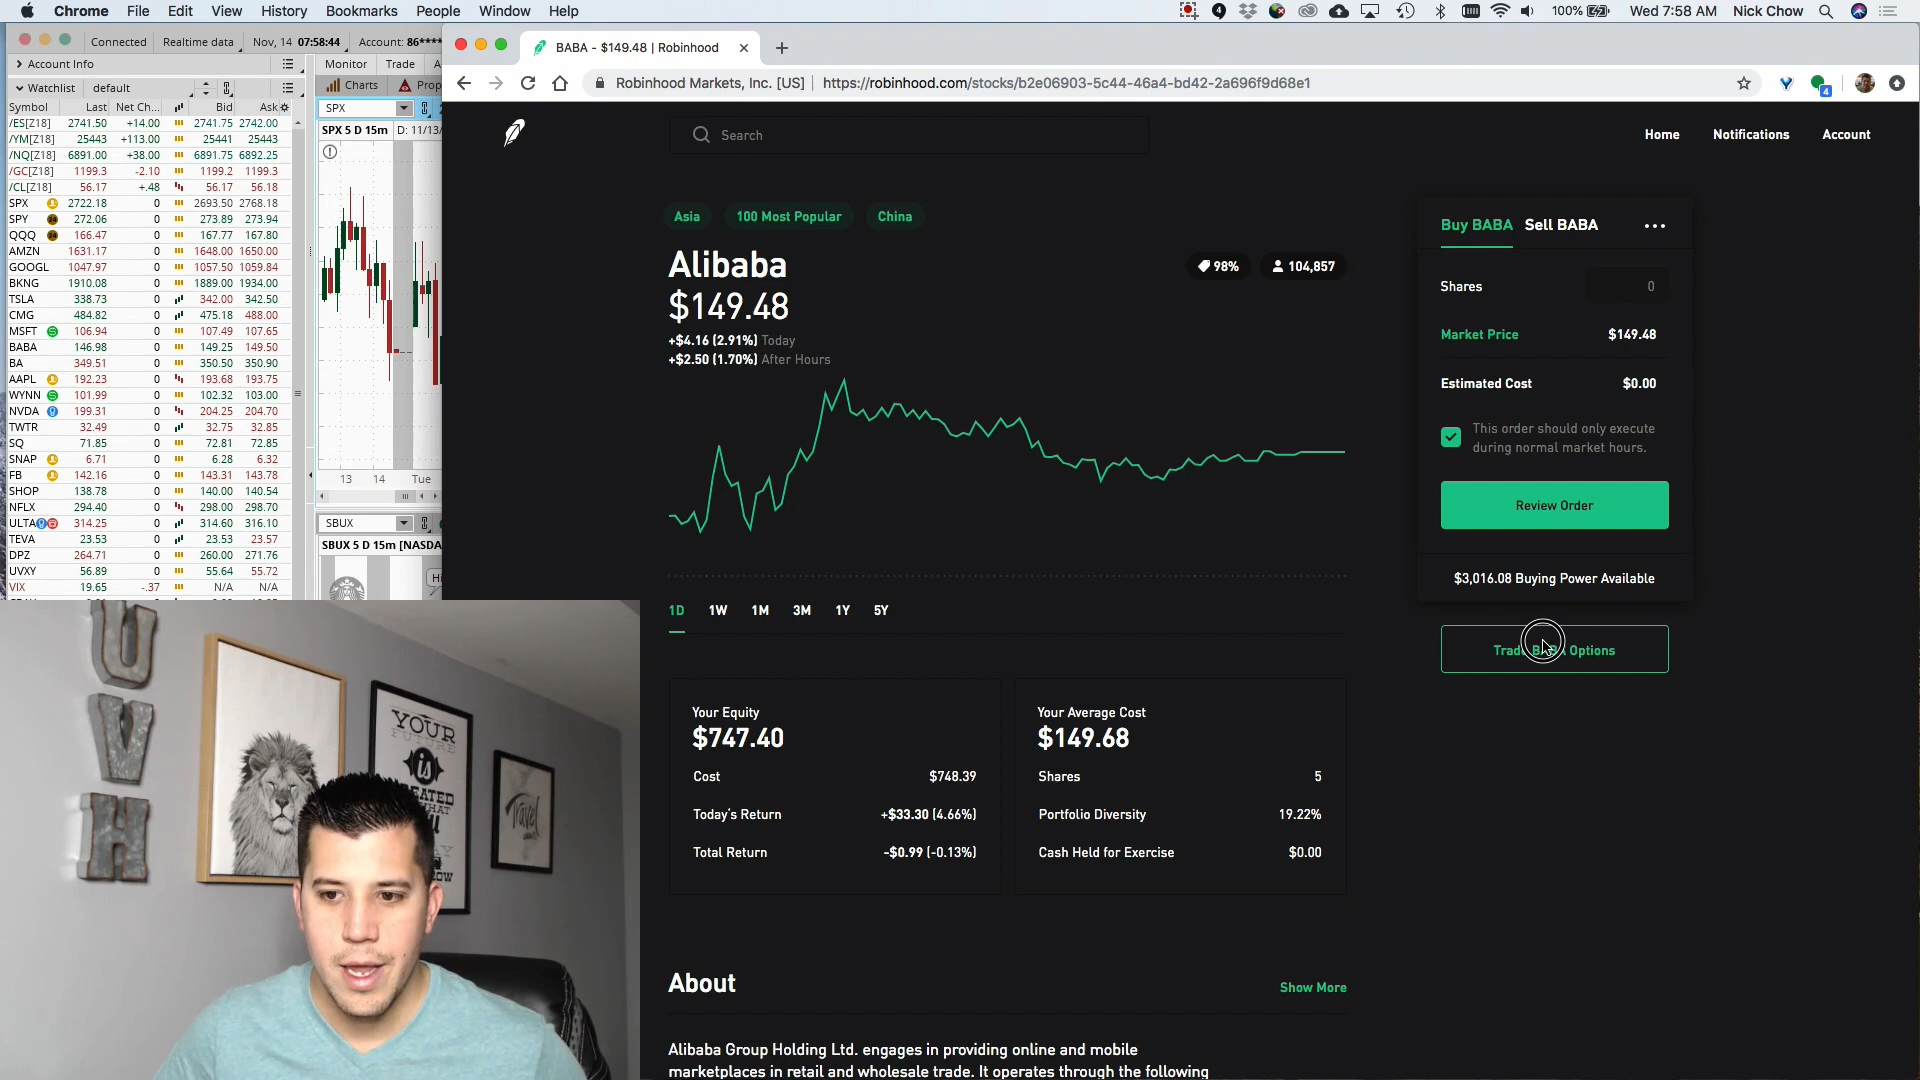 Chrome File Edit View History Bookmarks People Window Help
100% Wed 7:58 AM Nick Chow
Connected Realtime data Nov, 14 07:58:44 Account: 86****
Account Info
Watchlist default
Symbol Last Net Ch... Bid Ask
/ES[Z18] 2741.50 +14.00 2741.75 2742.00
/YM[Z18] 25443 +113.00 25441 25443
/NQ[Z18] 6891.00 +38.00 6891.75 6892.25
/GC[Z18] 1199.3 -2.10 1199.2 1199.3
/CL[Z18] 56.17 +.48 56.17 56.18
SPX 2722.18 0 2693.50 2768.18
SPY 272.06 0 273.89 273.94
QQQ 166.47 0 167.77 167.80
AMZN 1631.17 0 1648.00 1650.00
GOOGL 1047.97 0 1057.50 1059.84
BKNG 1910.08 0 1889.00 1934.00
TSLA 338.73 0 342.00 342.50
CMG 484.82 0 475.18 488.00
MSFT 106.94 0 107.49 107.65
BABA 146.98 0 149.25 149.50
BA 349.51 0 350.50 350.90
AAPL 192.23 0 193.68 193.75
WYNN 101.99 0 102.32 103.00
NVDA 199.31 0 204.25 204.70
TWTR 32.49 0 32.75 32.85
SQ 71.85 0 72.81 72.85
SNAP 6.71 0 6.28 6.32
FB 142.16 0 143.31 143.78
SHOP 138.78 0 140.00 140.54
NFLX 294.40 0 298.00 298.70
ULTA 314.25 0 314.60 316.10
TEVA 23.53 0 23.53 23.57
DPZ 264.71 0 260.00 271.76
UVXY 56.89 0 55.64 55.72
VIX 19.65 -.37 N/A N/A
Monitor Trade A
Charts Prop
SPX
SPX 5 D 15m D: 11/13/
13 14 Tue
SBUX
SBUX 5 D 15m [NASDA
Hi
BABA - $149.48 | Robinhood
Robinhood Markets, Inc. [US] https://robinhood.com/stocks/b2e06903-5c44-46a4-bd42-2a696f9d68e1
4
Search
Home Notifications Account
Asia 100 Most Popular China
Alibaba
98% 104,857
$149.48
+$4.16 (2.91%) Today
+$2.50 (1.70%) After Hours
1D 1W 1M 3M 1Y 5Y
Buy BABA Sell BABA
Shares 0
Market Price $149.48
Estimated Cost $0.00
This order should only execute
during normal market hours.
Review Order
$3,016.08 Buying Power Available
Trade BABA Options
Your Equity
$747.40
Cost $748.39
Today's Return +$33.30 (4.66%)
Total Return -$0.99 (-0.13%)
Your Average Cost
$149.68
Shares 5
Portfolio Diversity 19.22%
Cash Held for Exercise $0.00
About
Show More
Alibaba Group Holding Ltd. engages in providing online and mobile
marketplaces in retail and wholesale trade. It operates through the following
U
V
H
YOUR
FUTURE
is
CREATED
WHAT
Travel